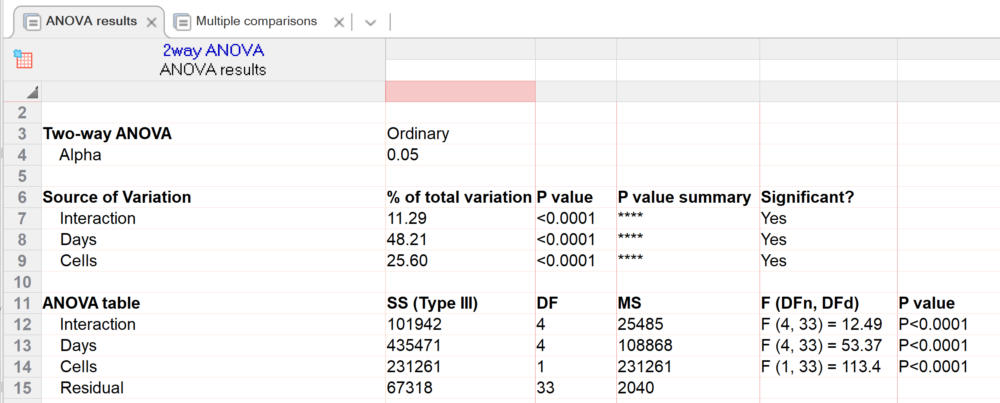 ANOVA results Multiple comparisons
2way ANOVA
ANOVA results
2
3 Two-way ANOVA Ordinary
4 Alpha 0.05
5
6 Source of Variation % of total variation P value P value summary Significant?
7 Interaction 11.29 <0.0001 **** Yes
8 Days 48.21 <0.0001 **** Yes
9 Cells 25.60 <0.0001 **** Yes
10
11 ANOVA table SS (Type III) DF MS F (DFn, DFd) P value
12 Interaction 101942 4 25485 F (4, 33) = 12.49 P<0.0001
13 Days 435471 4 108868 F (4, 33) = 53.37 P<0.0001
14 Cells 231261 1 231261 F (1, 33) = 113.4 P<0.0001
15 Residual 67318 33 2040